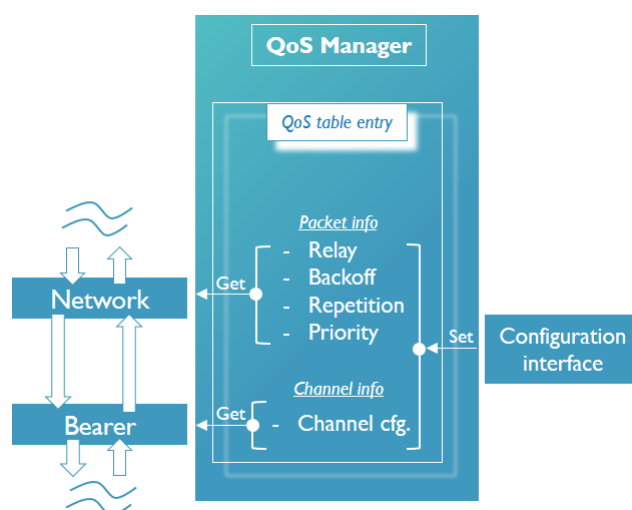 QoS Manager
QoS table entry
Packet info
- Relay
- Backoff
- Repetition
- Priority
Get
Network
Set
Configuration
interface
Channel info
- Channel cfg.
Get
Bearer